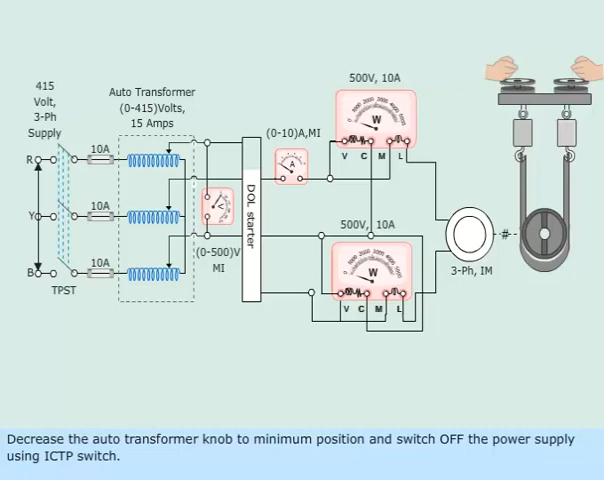 500V, 10A
415
Volt,
3-Ph
Supply
Auto Transformer
(0-415)Volts,
15 Amps
(0-10)A,MI
W
A
V C M L
10A
R
DOL starter
10A
Y
V
500V, 10A
(0-500)V
MI
10A
B
TPST
W
V C M L
#
3-Ph, IM
Decrease the auto transformer knob to minimum position and switch OFF the power supply
using ICTP switch.